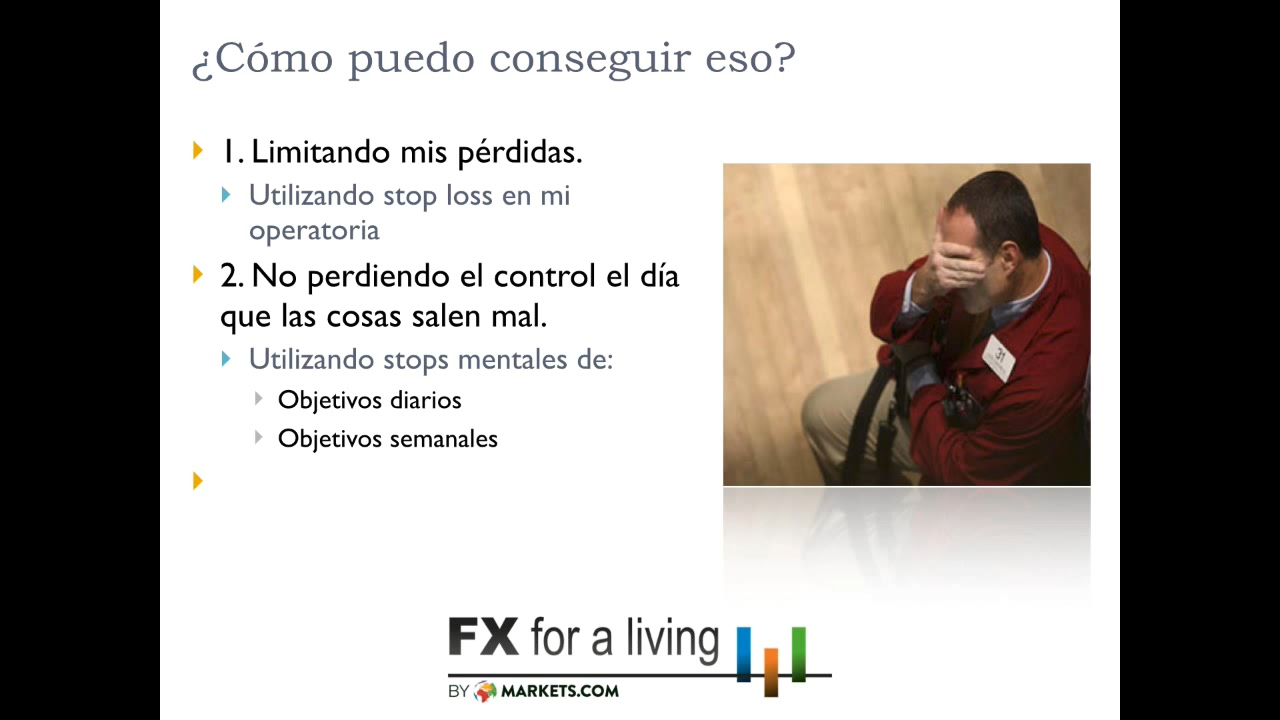 ¿Cómo puedo conseguir eso?
1. Limitando mis pérdidas.
Utilizando stop loss en mi
operatoria
2. No perdiendo el control el día
que las cosas salen mal.
Utilizando stops mentales de:
Objetivos diarios
Objetivos semanales
31
FX for a living
BY MARKETS.COM